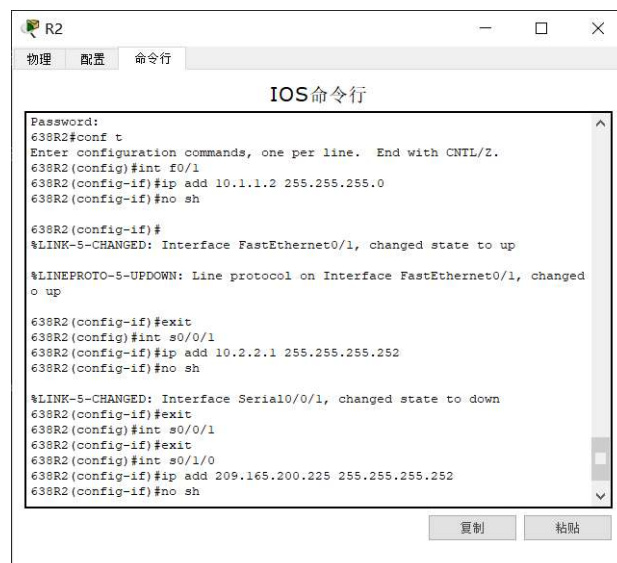 R2
物理 配置 命令行
IOS命令行
Password:
638R2#conf t
Enter configuration commands, one per line.  End with CNTL/Z.
638R2(config)#int f0/1
638R2(config-if)#ip add 10.1.1.2 255.255.255.0
638R2(config-if)#no sh
638R2(config-if)#
%LINK-5-CHANGED: Interface FastEthernet0/1, changed state to up
%LINEPROTO-5-UPDOWN: Line protocol on Interface FastEthernet0/1, changed
o up
638R2(config-if)#exit
638R2(config)#int s0/0/1
638R2(config-if)#ip add 10.2.2.1 255.255.255.252
638R2(config-if)#no sh
%LINK-5-CHANGED: Interface Serial0/0/1, changed state to down
638R2(config-if)#exit
638R2(config)#int s0/0/1
638R2(config-if)#exit
638R2(config)#int s0/1/0
638R2(config-if)#ip add 209.165.200.225 255.255.255.252
638R2(config-if)#no sh
复制 粘贴